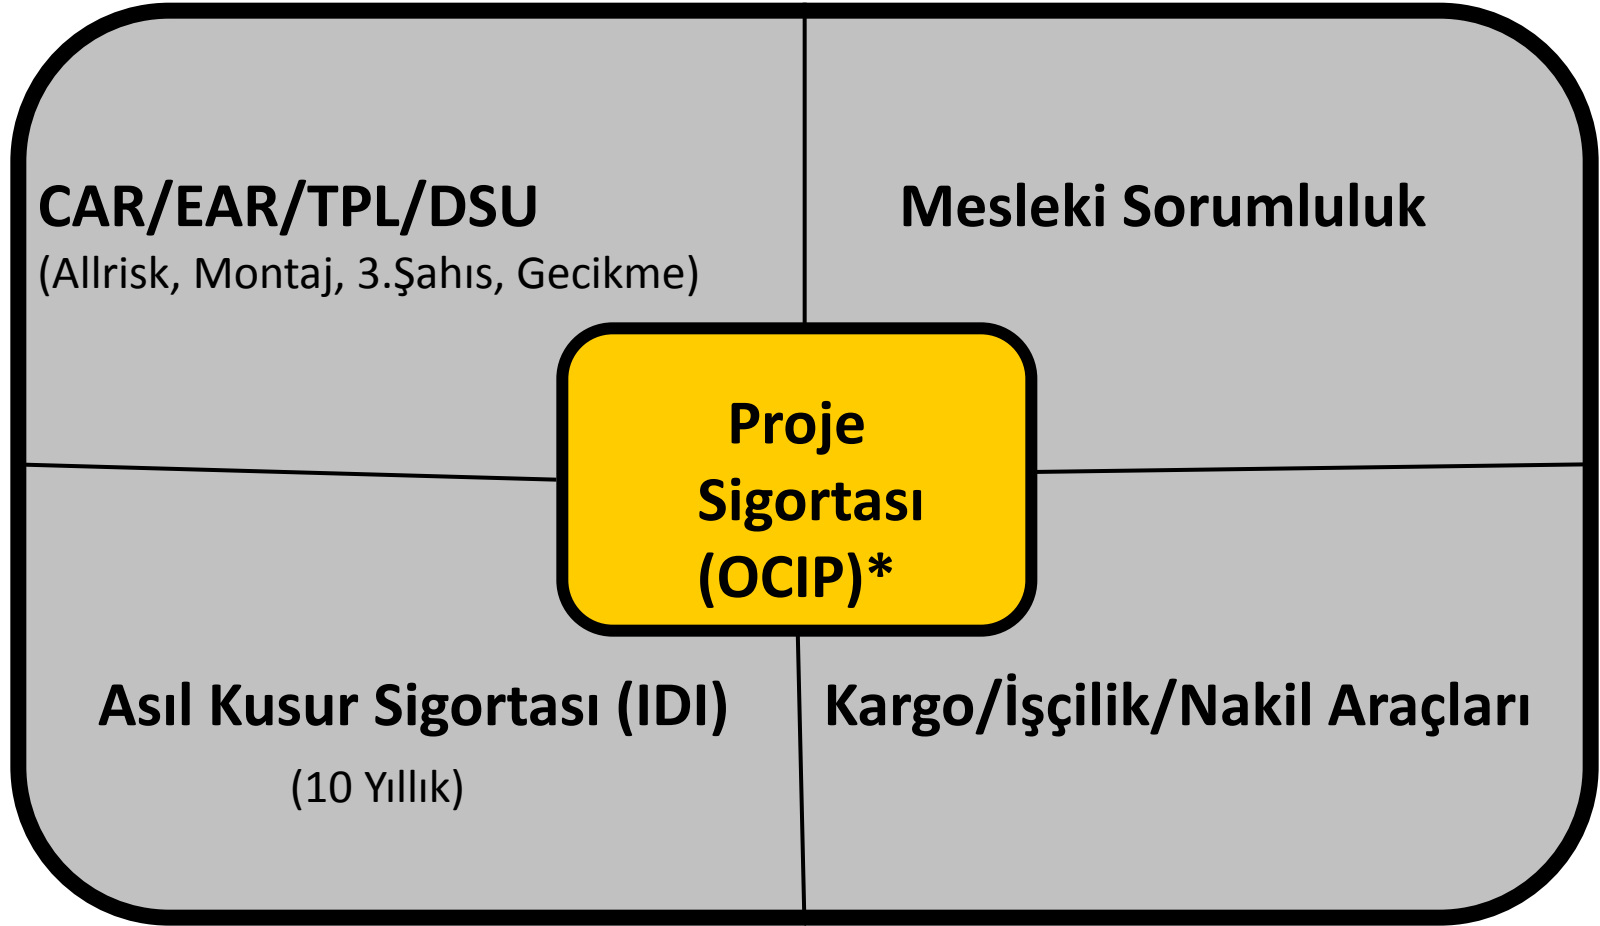 CAR/EAR/TPL/DSU
(Allrisk, Montaj, 3.Şahıs, Gecikme)
Mesleki Sorumluluk
Proje
Sigortası
(OCIP)*
Asıl Kusur Sigortası (IDI)
(10 Yıllık)
Kargo/İşçilik/Nakil Araçları